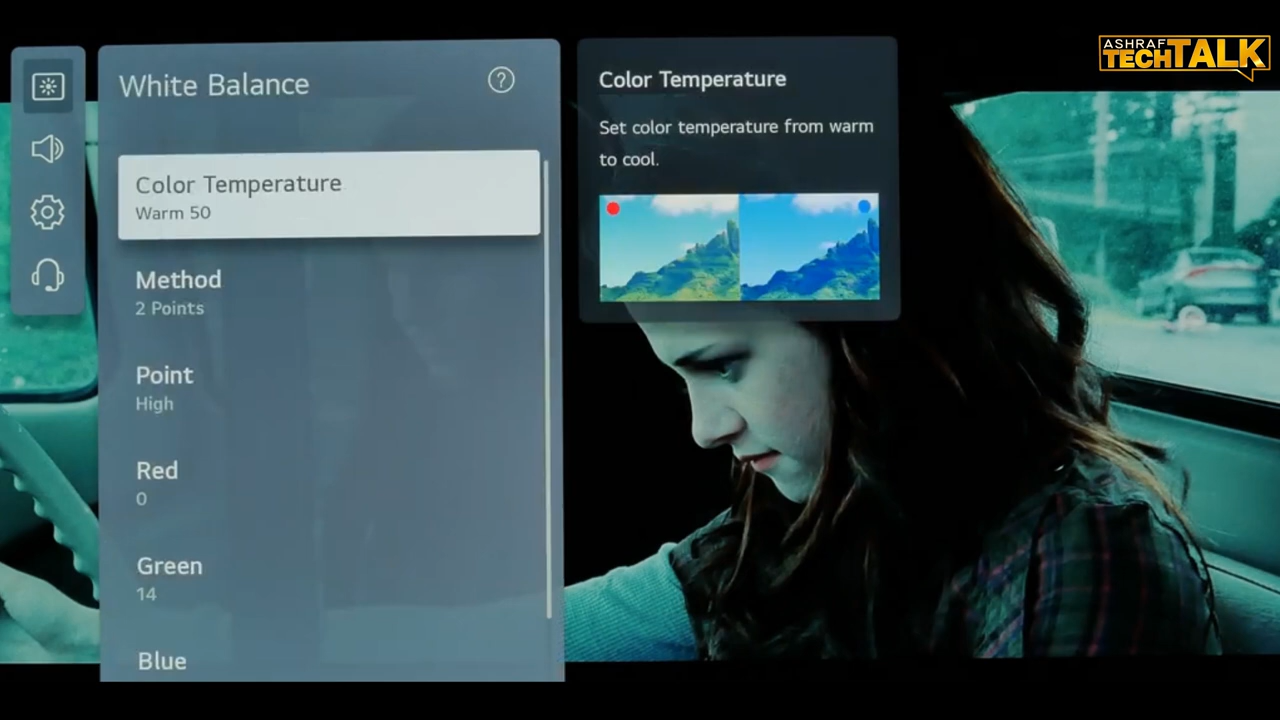 ASHRAF
TECHTALK
White Balance
?
Color Temperature
Warm 50
Method
2 Points
Point
High
Red
0
Green
14
Blue
Color Temperature
Set color temperature from warm
to cool.